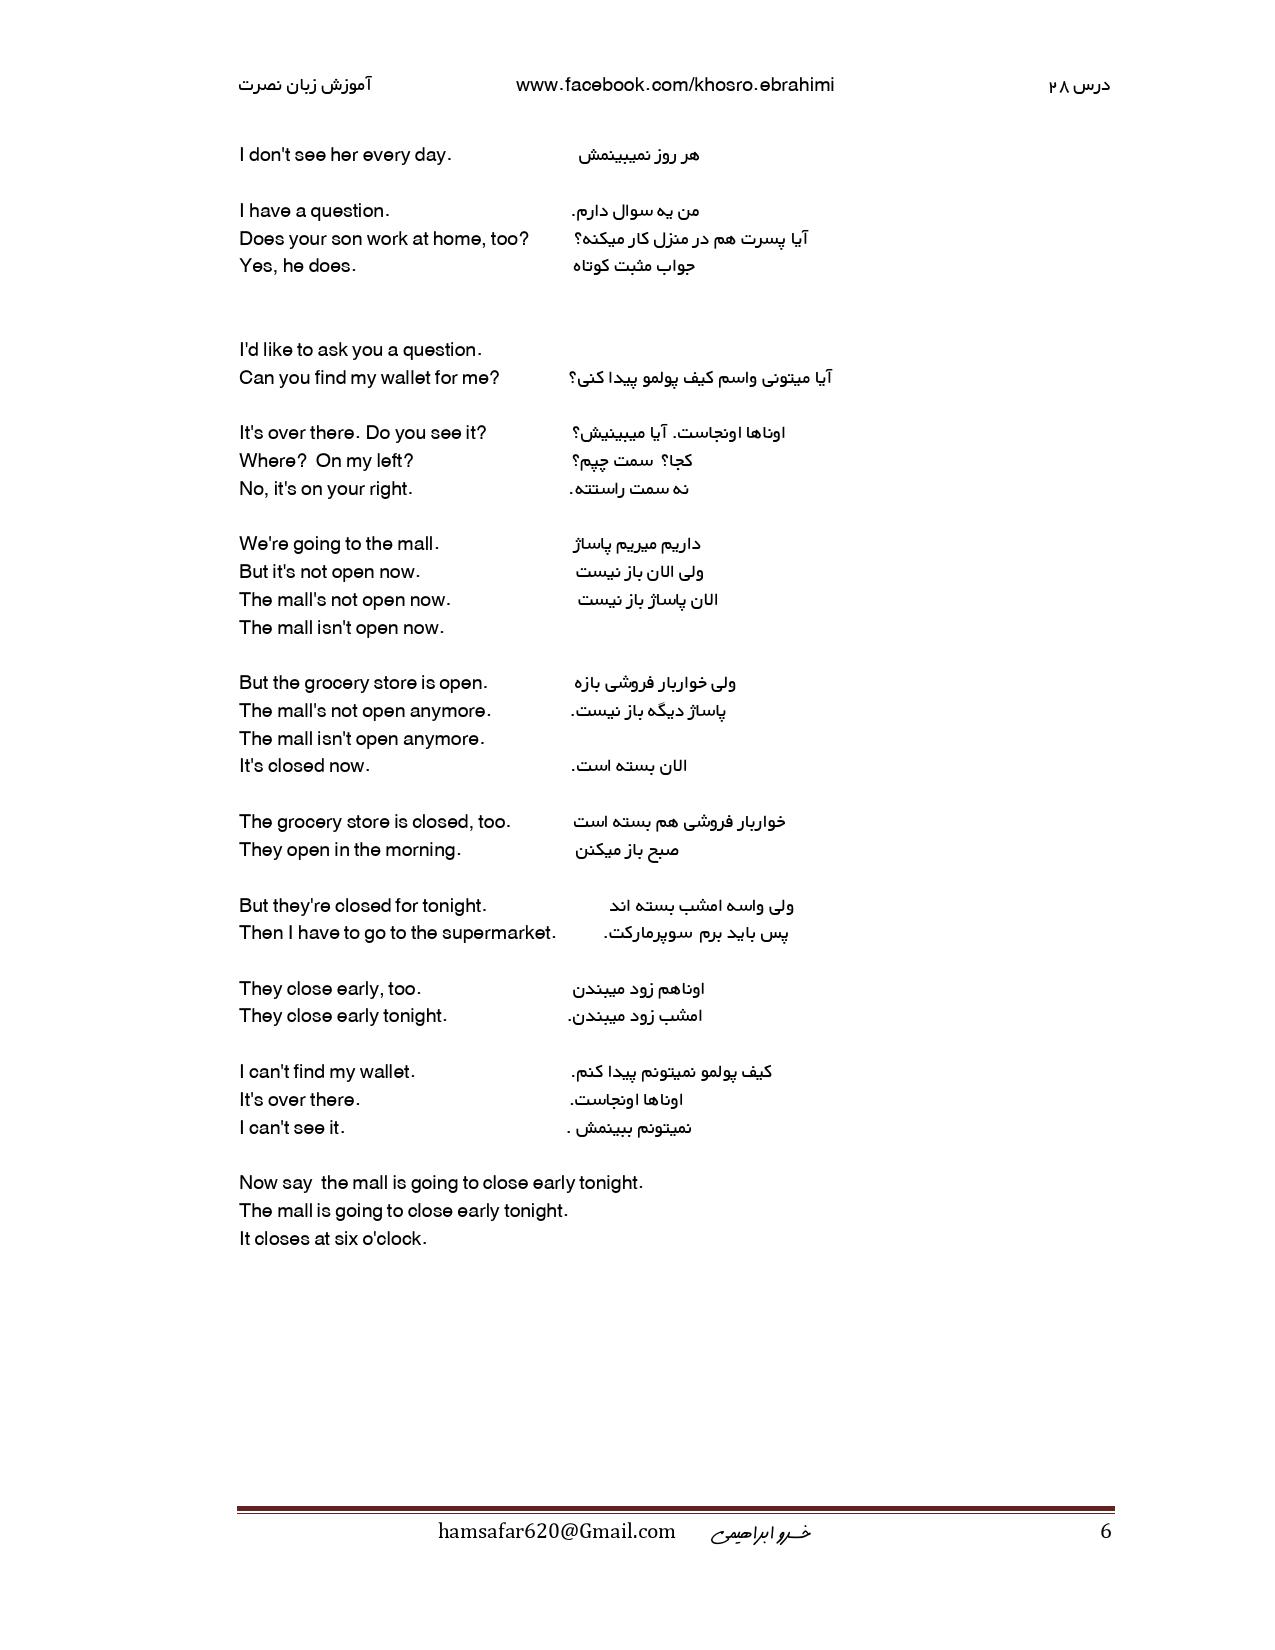 آموزش زبان نصرت www.facebook.com/khosro.ebrahimi درس ۲۸
I don't see her every day. هر روز نمیبینمش
I have a question. من یه سوال دارم.
Does your son work at home, too? آیا پسرت هم در منزل کار میکنه؟
Yes, he does. جواب مثبت کوتاه
I'd like to ask you a question.
Can you find my wallet for me? آیا میتونی واسم کیف پولمو پیدا کنی؟
It's over there. Do you see it? اوناها اونجاست. آیا میبینیش؟
Where? On my left? کجا؟ سمت چپم؟
No, it's on your right. نه سمت راستته.
We're going to the mall. داریم میریم پاساژ
But it's not open now. ولی الان باز نیست
The mall's not open now. الان پاساژ باز نیست
The mall isn't open now.
But the grocery store is open. ولی خواربار فروشی بازه
The mall's not open anymore. پاساژ دیگه باز نیست.
The mall isn't open anymore.
It's closed now. الان بسته است.
The grocery store is closed, too. خواربار فروشی هم بسته است
They open in the morning. صبح باز میکنن
But they're closed for tonight. ولی واسه امشب بسته اند
Then I have to go to the supermarket. پس باید برم سوپرمارکت.
They close early, too. اوناهم زود میبندن
They close early tonight. امشب زود میبندن.
I can't find my wallet. کیف پولمو نمیتونم پیدا کنم.
It's over there. اوناها اونجاست.
I can't see it. نمیتونم ببینمش .
Now say the mall is going to close early tonight.
The mall is going to close early tonight.
It closes at six o'clock.
hamsafar620@Gmail.com خسرو ابراهیمی 6